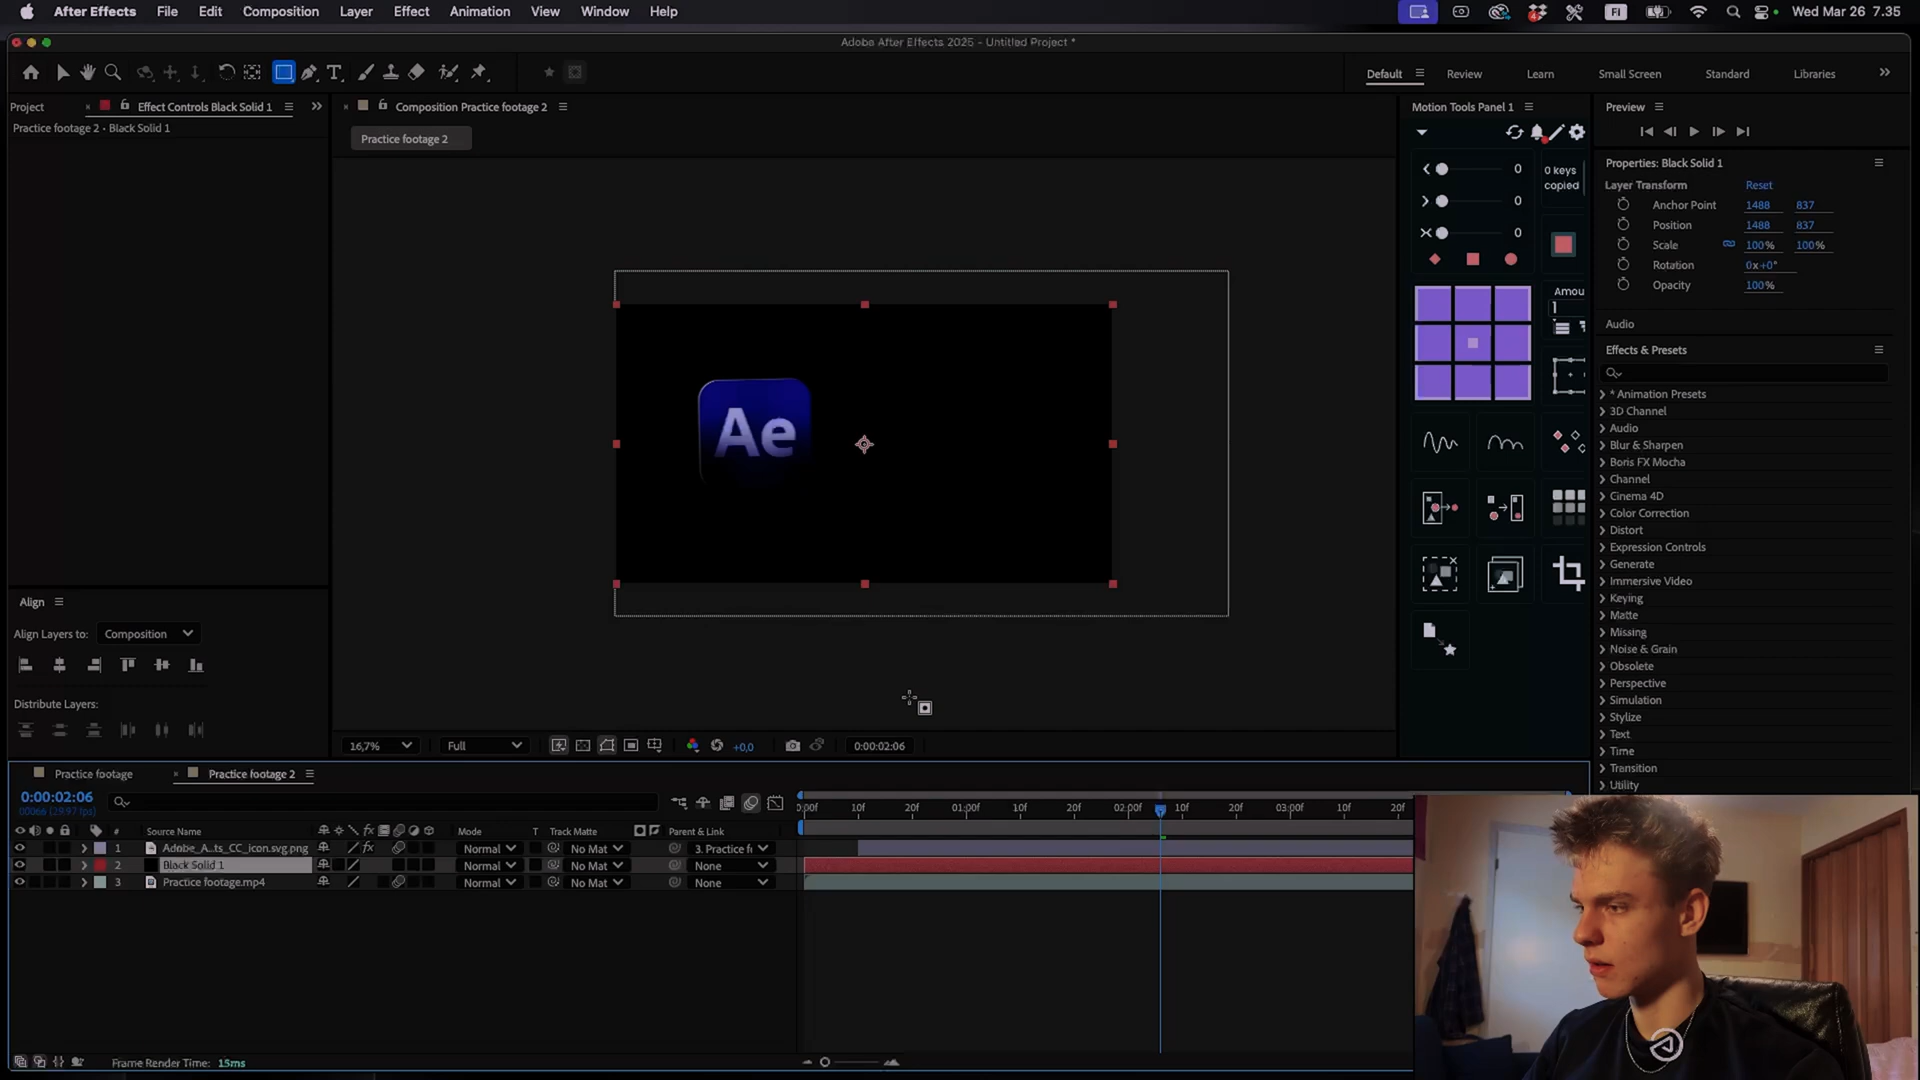 After Effects File Edit Composition Layer Effect Animation View Window Help
Fi Wed Mar 26 7.35
Adobe After Effects 2025 - Untitled Project *
T Default Review Learn Small Screen Standard Libraries
Project Effect Controls Black Solid 1 Composition Practice footage 2 Motion Tools Panel 1 Preview
Practice footage 2 • Black Solid 1
Practice footage 2
Properties: Black Solid 1
Layer Transform Reset
Anchor Point 1488 837
Position 1488 837
Scale 100% 100%
Rotation 0x+0°
Opacity 100%
0
0
0
0 keys
copied
Amou
1
Audio
Effects & Presets
* Animation Presets
3D Channel
Audio
Blur & Sharpen
Boris FX Mocha
Channel
Cinema 4D
Color Correction
Distort
Expression Controls
Generate
Immersive Video
Keying
Matte
Missing
Noise & Grain
Obsolete
Perspective
Simulation
Stylize
Text
Time
Transition
Utility
Ae
Align
Align Layers to: Composition
Distribute Layers:
16,7% Full +0,0 0:00:02:06
Practice footage Practice footage 2
0:00:02:06
00066 (29.97 fps)
0:00f 10f 20f 01:00f 10f 20f 02:00f 10f 20f 03:00f 10f 20f
# Source Name Mode T Track Matte Parent & Link
1 Adobe_A...ts_CC_icon.svg.png Normal No Mat 3. Practice f
2 Black Solid 1 Normal No Mat None
3 Practice footage.mp4 Normal No Mat None
Frame Render Time: 15ms